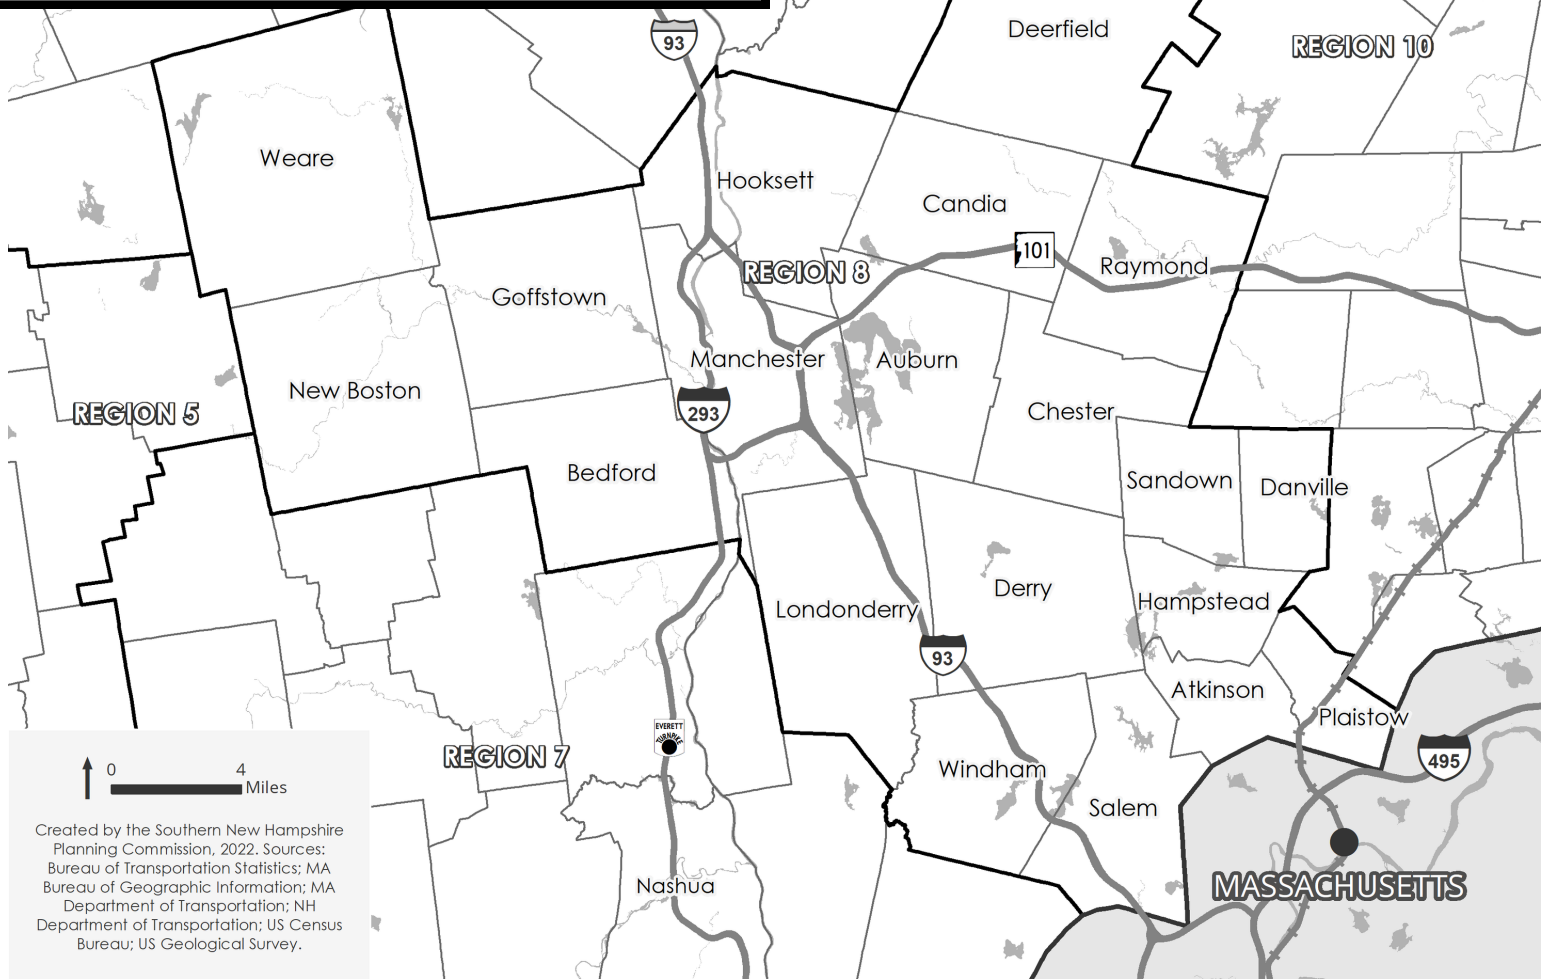 Deerfield
93
REGION 10
Weare
Hooksett
Candia
101
Raymond
REGION 8
Goffstown
Manchester
Auburn
New Boston
REGION 5
293
Chester
Bedford
Sandown
Danville
Derry
Londonderry
Hampstead
93
Atkinson
Plaistow
EVERETT
TURNPIKE
REGION 7
495
Windham
Salem
0 4
Miles
Created by the Southern New Hampshire
Planning Commission, 2022. Sources:
Bureau of Transportation Statistics; MA
Bureau of Geographic Information; MA
Department of Transportation; NH
Department of Transportation; US Census
Bureau; US Geological Survey.
Nashua
MASSACHUSETTS